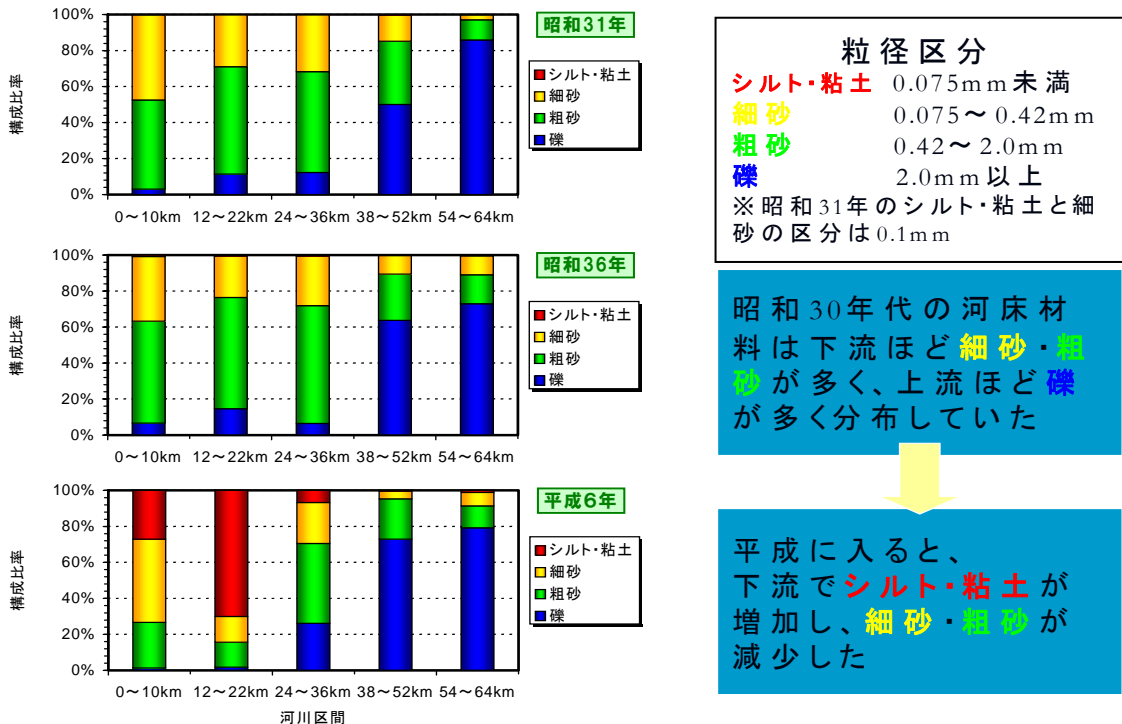 構成比率
100%
80%
60%
40%
20%
0%
0～10km 12～22km 24～36km 38～52km 54～64km
昭和31年
シルト・粘土
細砂
粗砂
礫
構成比率
100%
80%
60%
40%
20%
0%
0～10km 12～22km 24～36km 38～52km 54～64km
昭和36年
シルト・粘土
細砂
粗砂
礫
構成比率
100%
80%
60%
40%
20%
0%
0～10km 12～22km 24～36km 38～52km 54～64km
河川区間
平成6年
シルト・粘土
細砂
粗砂
礫
粒径区分
シルト・粘土 0.075mm未満
細砂 0.075～0.42mm
粗砂 0.42～2.0mm
礫 2.0mm以上
※昭和31年のシルト・粘土と細
砂の区分は0.1mm
昭和30年代の河床材
料は下流ほど細砂・粗
砂が多く、上流ほど礫
が多く分布していた
平成に入ると、
下流でシルト・粘土が
増加し、細砂・粗砂が
減少した